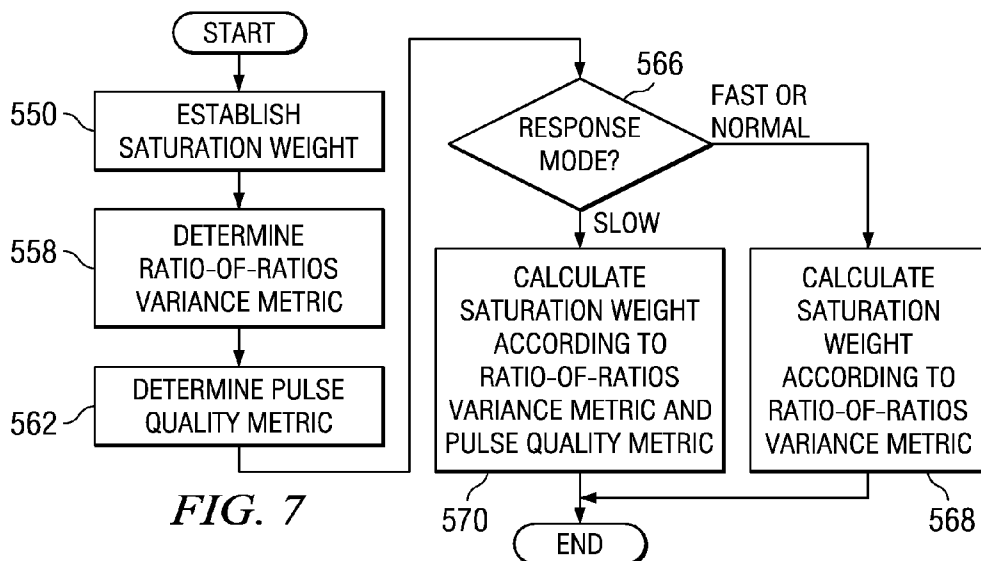 START
550
ESTABLISH
SATURATION WEIGHT
558
DETERMINE
RATIO-OF-RATIOS
VARIANCE METRIC
562
DETERMINE PULSE
QUALITY METRIC
566
RESPONSE
MODE?
FAST OR
NORMAL
SLOW
CALCULATE
SATURATION WEIGHT
ACCORDING TO
RATIO-OF-RATIOS
VARIANCE METRIC AND
PULSE QUALITY METRIC
570
CALCULATE
SATURATION
WEIGHT
ACCORDING TO
RATIO-OF-RATIOS
VARIANCE METRIC
568
END
FIG. 7